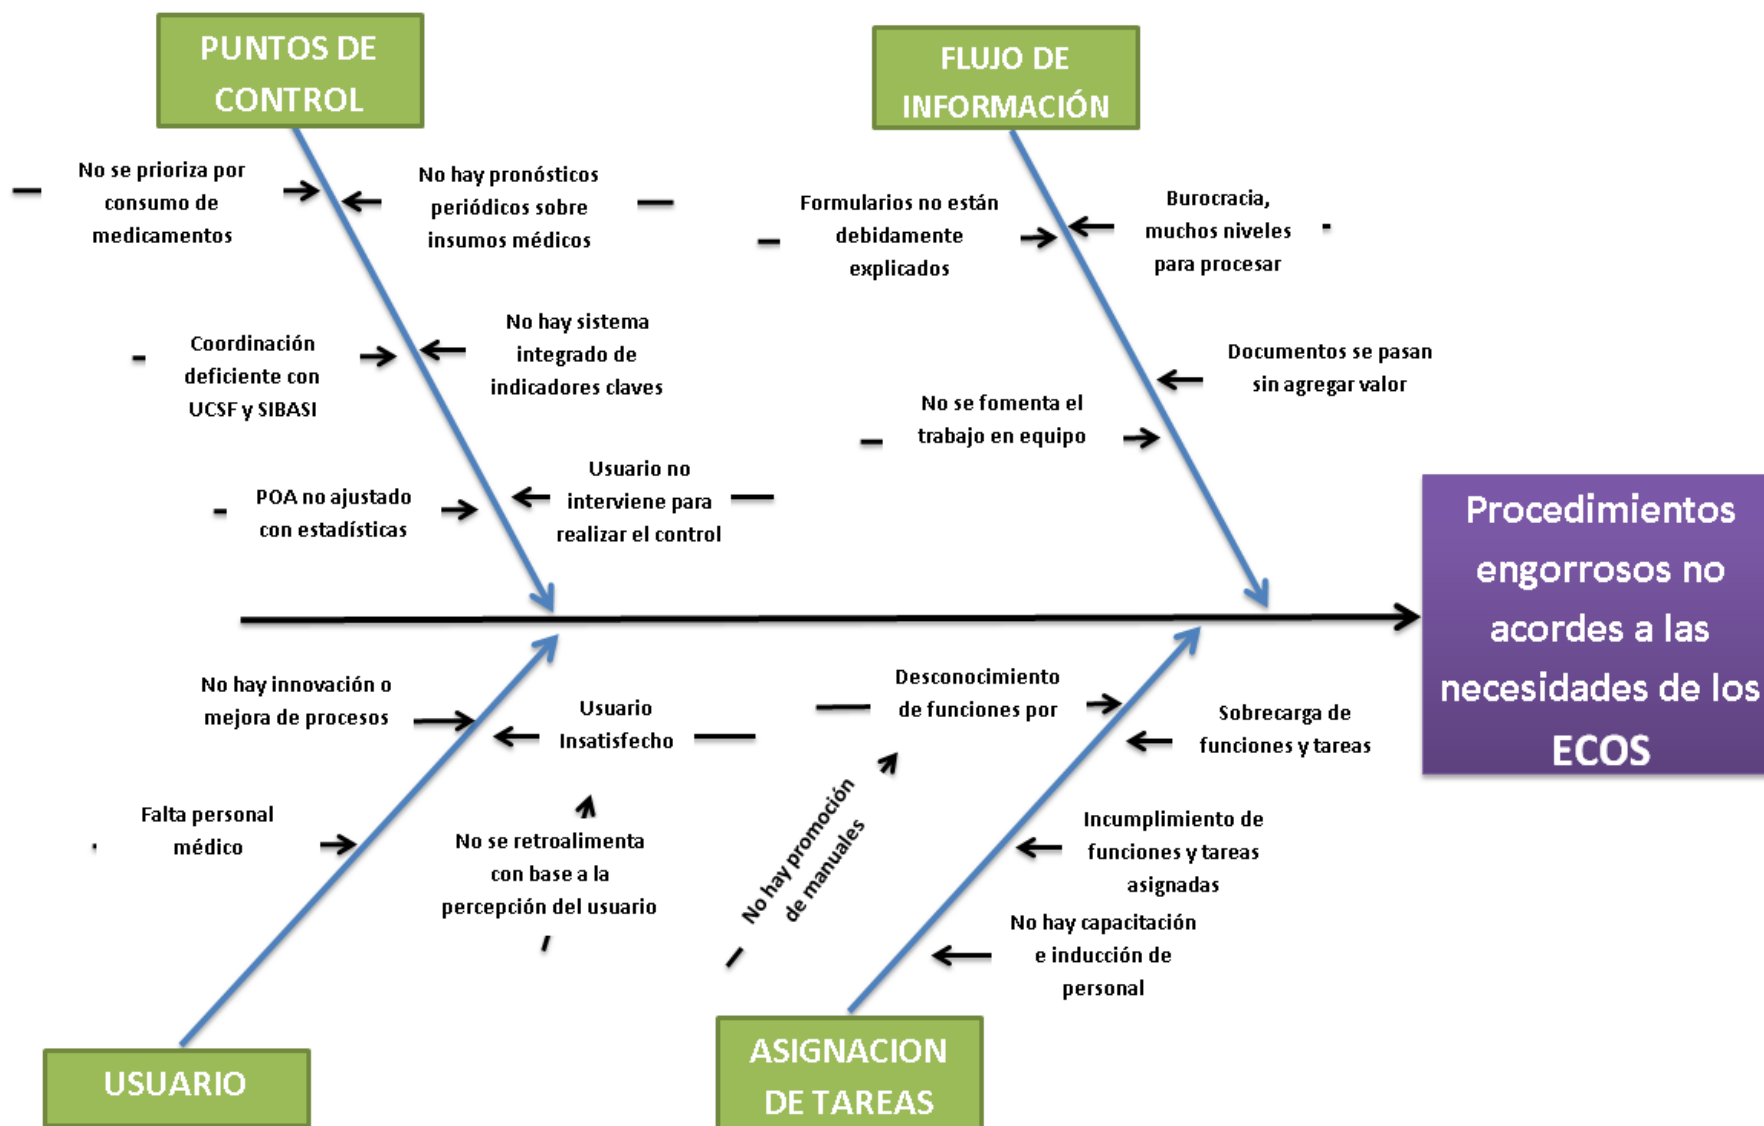 PUNTOS DE
CONTROL
FLUJO DE
INFORMACIÓN
No se prioriza por
consumo de
medicamentos
No hay pronósticos
periódicos sobre
insumos médicos
Formularios no están
debidamente
explicados
Burocracia,
muchos niveles
para procesar
Coordinación
deficiente con
UCSF y SIBASI
No hay sistema
integrado de
indicadores claves
Documentos se pasan
sin agregar valor
No se fomenta el
trabajo en equipo
POA no ajustado
con estadísticas
Usuario no
interviene para
realizar el control
Procedimientos
engorrosos no
acordes a las
necesidades de los
ECOS
No hay innovación o
mejora de procesos
Usuario
Insatisfecho
Desconocimiento
de funciones por
Sobrecarga de
funciones y tareas
Falta personal
médico
No se retroalimenta
con base a la
percepción del usuario
No hay promoción
de manuales
Incumplimiento de
funciones y tareas
asignadas
No hay capacitación
e inducción de
personal
USUARIO
ASIGNACION
DE TAREAS